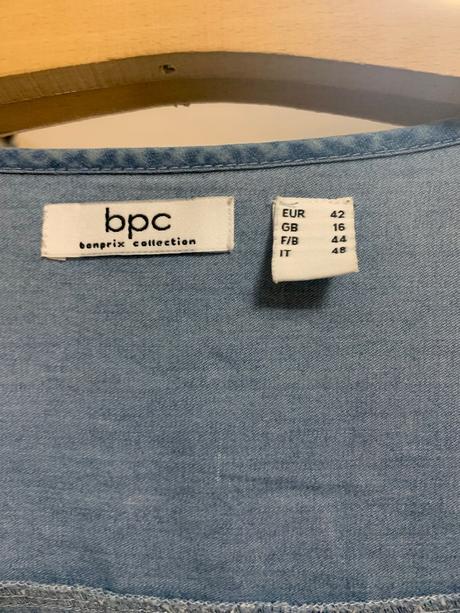 bpc
bonprix collection
EUR 42
GB 16
F/B 44
IT 48